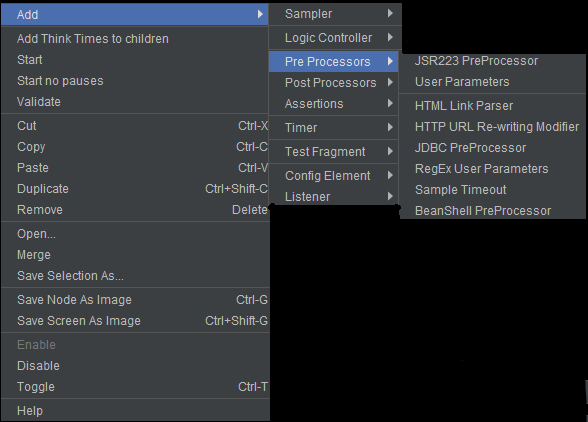 Add
Add Think Times to children
Start
Start no pauses
Validate
Cut Ctrl-X
Copy Ctrl-C
Paste Ctrl-V
Duplicate Ctrl+Shift-C
Remove Delete
Open...
Merge
Save Selection As...
Save Node As Image Ctrl-G
Save Screen As Image Ctrl+Shift-G
Enable
Disable
Toggle Ctrl-T
Help
Sampler
Logic Controller
Pre Processors
Post Processors
Assertions
Timer
Test Fragment
Config Element
Listener
JSR223 PreProcessor
User Parameters
HTML Link Parser
HTTP URL Re-writing Modifier
JDBC PreProcessor
RegEx User Parameters
Sample Timeout
BeanShell PreProcessor